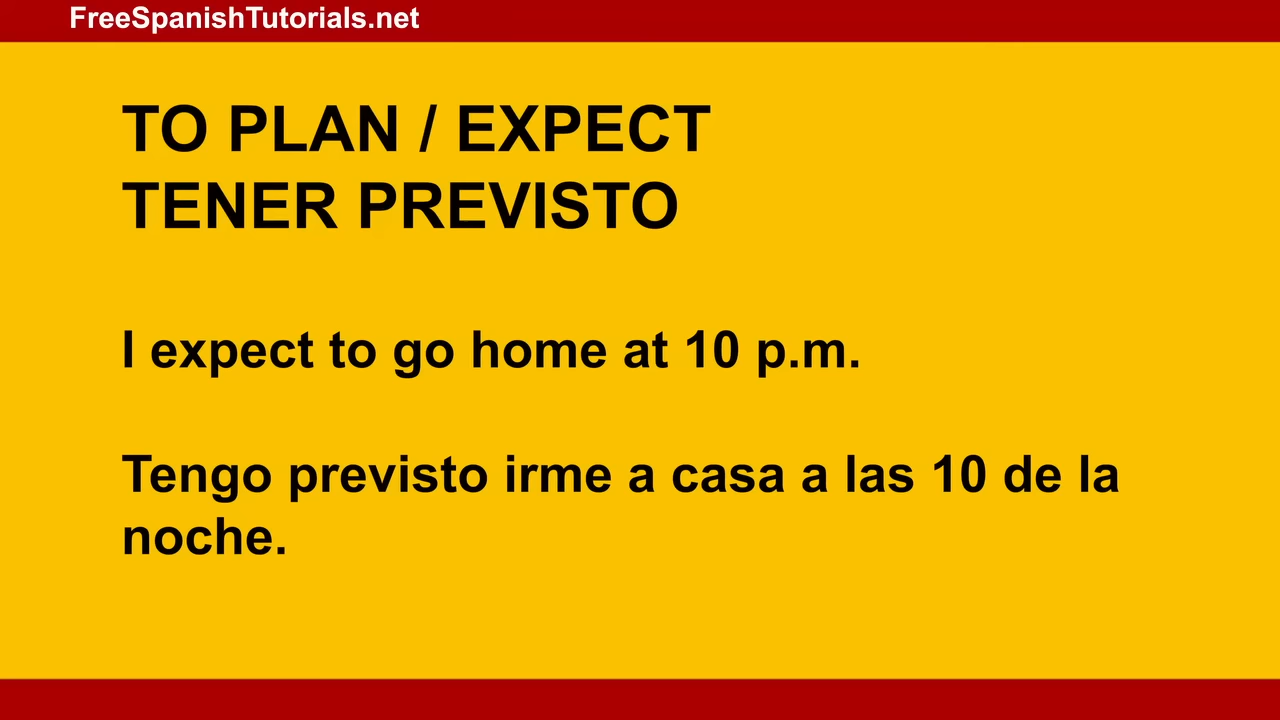 FreeSpanishTutorials.net
TO PLAN / EXPECT
TENER PREVISTO
I expect to go home at 10 p.m.
Tengo previsto irme a casa a las 10 de la
noche.